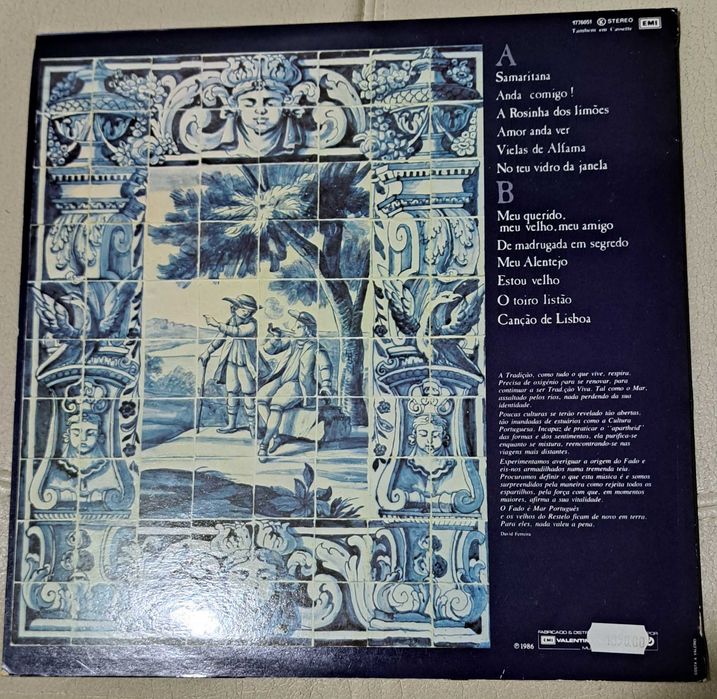 1776051 STEREO EMI
Também em Cassette
A
Samaritana
Anda comigo!
A Rosinha dos limões
Amor anda ver
Vielas de Alfama
No teu vidro da janela
B
Meu querido,
meu velho, meu amigo
De madrugada em segredo
Meu Alentejo
Estou velho
O toiro listão
Canção de Lisboa
A Tradição, como tudo o que vive, respira.
Precisa de oxigénio para se renovar, para
continuar a ser Tradição Viva. Tal como o Mar,
assaltado pelos rios, nada perdendo da sua
identidade.
Poucas culturas se terão revelado tão abertas,
tão inundadas de estuários como a Cultura
Portuguesa. Incapaz de praticar o "apartheid"
das formas e dos sentimentos, ela purifica-se
enquanto se mistura, reencontrando-se nas
viagens mais distantes.
Experimentamos averiguar a origem do Fado e
eis-nos armadilhados numa tremenda teia.
Procuramos definir o que esta música é e somos
surpreendidos pela maneira como rejeita todos os
espartilhos, pela força com que, em momentos
maiores, afirma a sua vitalidade.
O Fado é Mar Português
e os velhos do Restelo ficam de novo em terra.
Para eles, nada valeu a pena.
David Ferreira
℗ 1986
FABRICADO & DISTRI
EMI VALENTIM